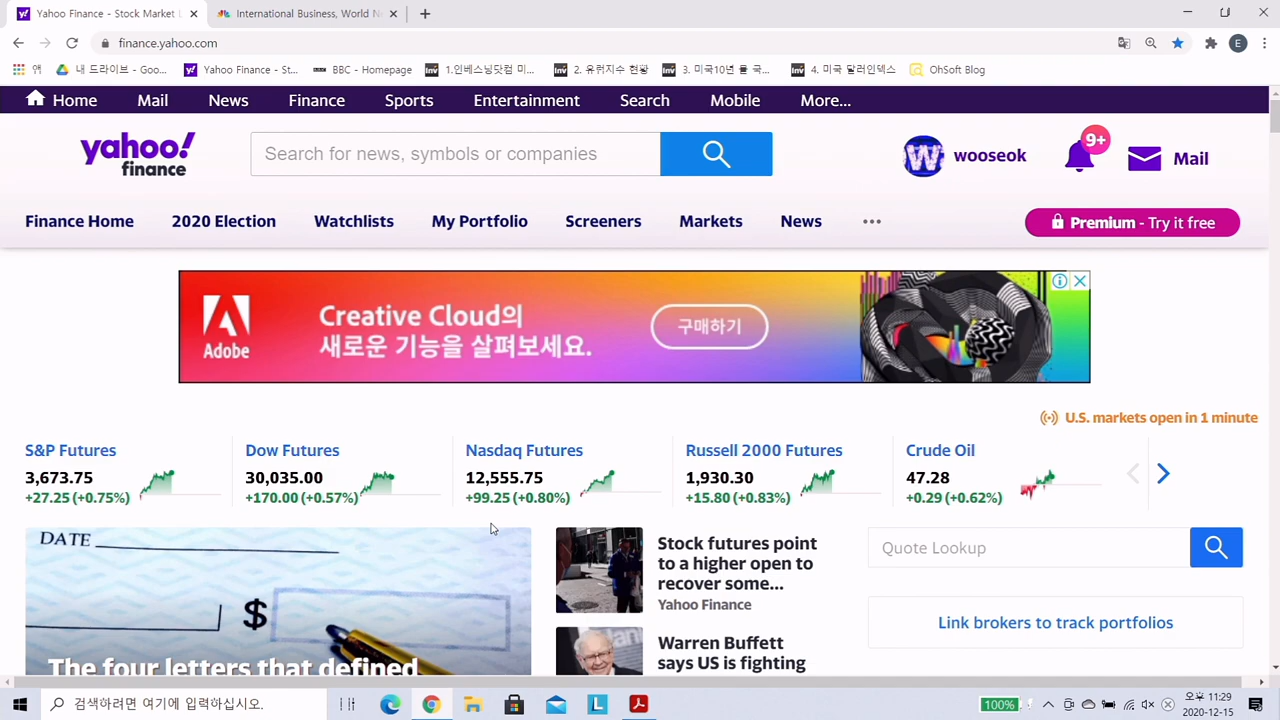 Yahoo Finance - Stock Market
International Business, World N
finance.yahoo.com
E
앱
내 드라이브 - Goo...
Yahoo Finance - St...
BBC - Homepage
1.인베스닝닷컴 미...
2. 유럽지수 현황
3. 미국10년 물 국...
4. 미국 달러인덱스
OhSoft Blog
Home Mail News Finance Sports Entertainment Search Mobile More...
yahoo!
finance
Search for news, symbols or companies
W
wooseok
9+
Mail
Finance Home 2020 Election Watchlists My Portfolio Screeners Markets News
Premium - Try it free
Adobe
Creative Cloud의
새로운 기능을 살펴보세요.
구매하기
U.S. markets open in 1 minute
S&P Futures
3,673.75
+27.25 (+0.75%)
Dow Futures
30,035.00
+170.00 (+0.57%)
Nasdaq Futures
12,555.75
+99.25 (+0.80%)
Russell 2000 Futures
1,930.30
+15.80 (+0.83%)
Crude Oil
47.28
+0.29 (+0.62%)
DATE
$
The four letters that defined
Stock futures point
to a higher open to
recover some...
Yahoo Finance
Warren Buffett
says US is fighting
Quote Lookup
Link brokers to track portfolios
검색하려면 여기에 입력하십시오.
L
100%
오후 11:29
2020-12-15